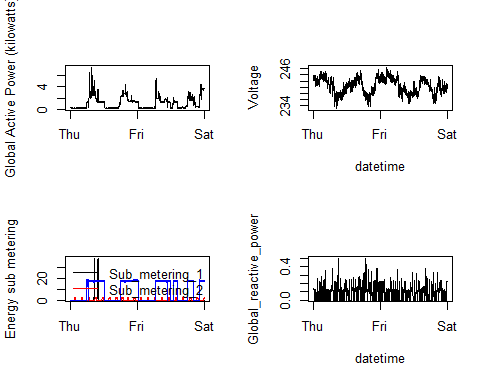 Global Active Power (kilowatts)
4
0
Thu Fri Sat
Voltage
246
234
Thu Fri Sat
datetime
Energy sub metering
20
0
Sub_metering_1
Sub_metering_2
Thu Fri Sat
Global_reactive_power
0.4
0.0
Thu Fri Sat
datetime